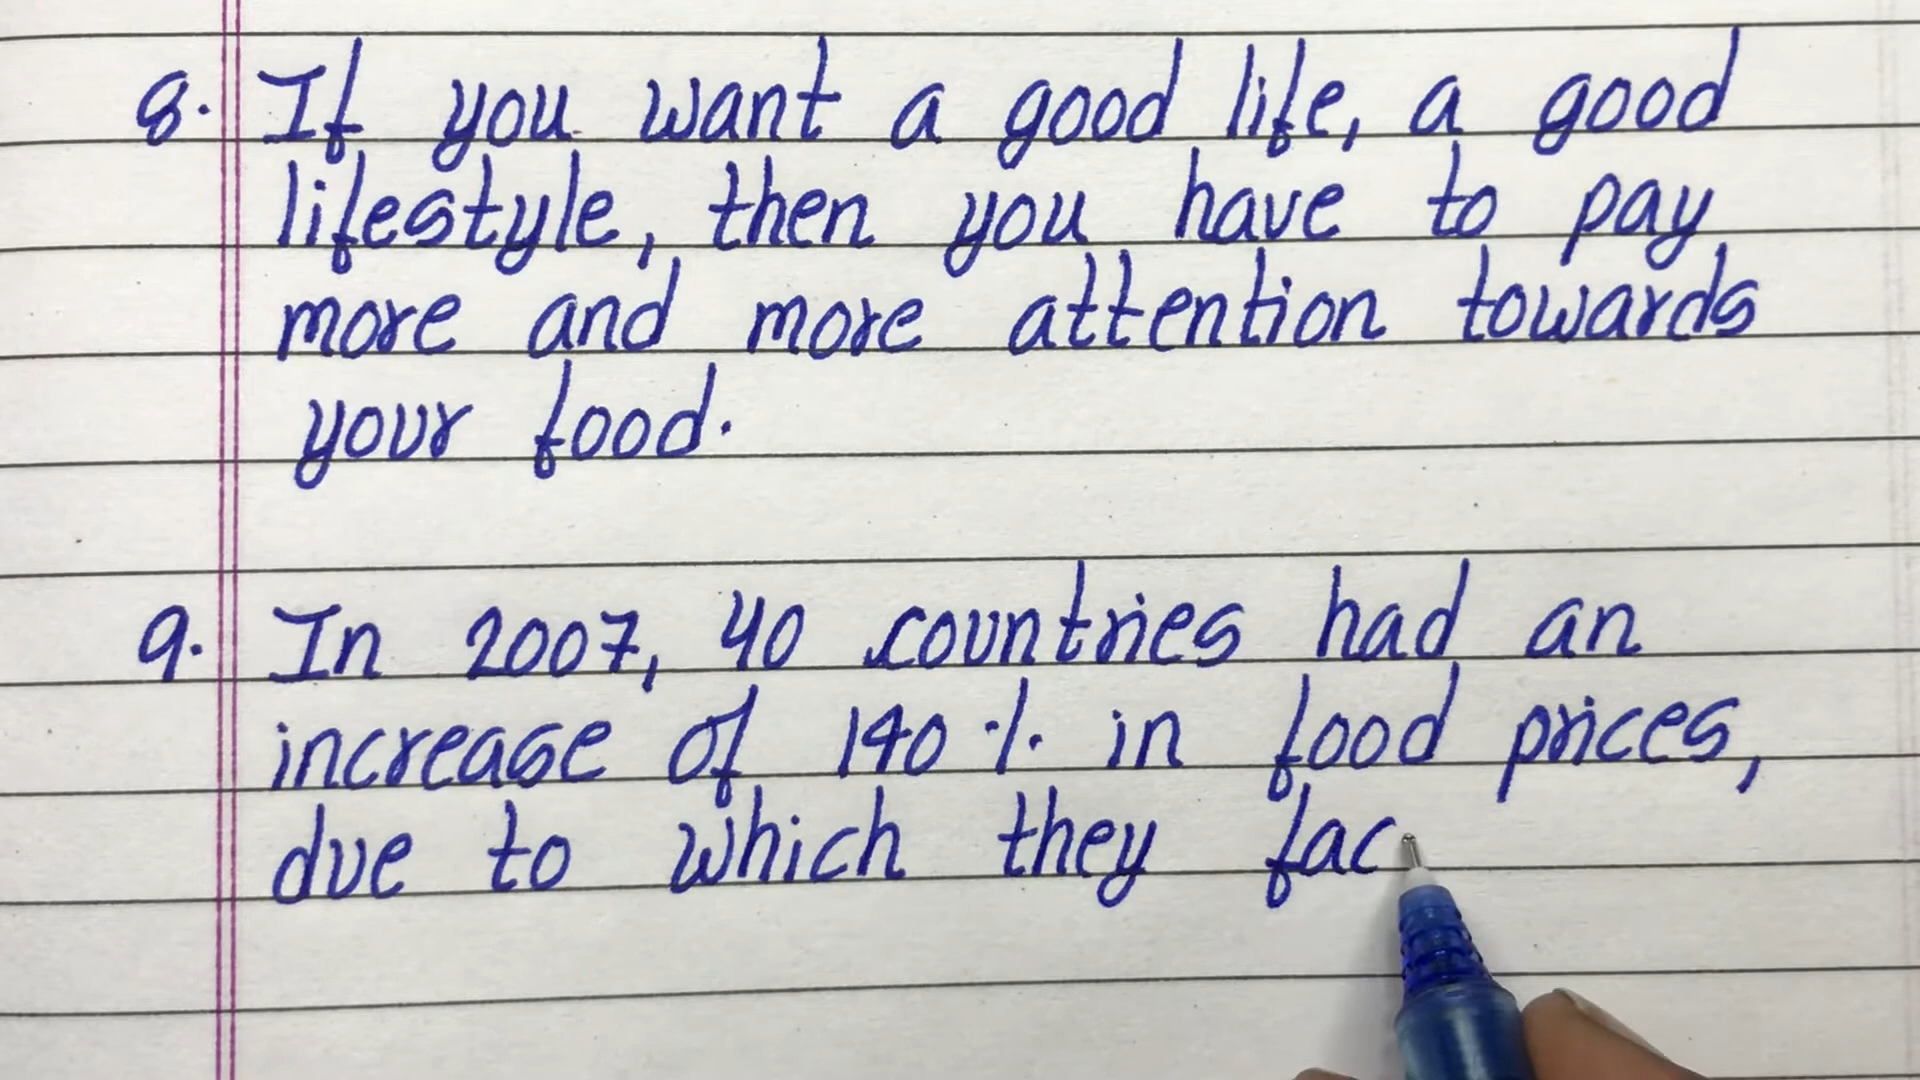 8. If you want a good life, a good
lifestyle, then you have to pay
more and more attention towards
your food.
9. In 2007, 40 countries had an
increase of 140 % in food prices,
due to which they fac